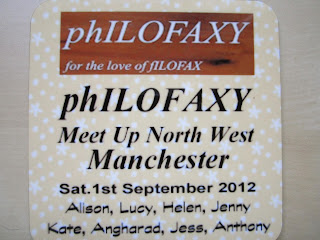 phILOFAXY
for the love of fILOFAX
phILOFAXY
Meet Up North West
Manchester
Sat.1st September 2012
Alison, Lucy, Helen, Jenny
Kate, Angharad, Jess, Anthony